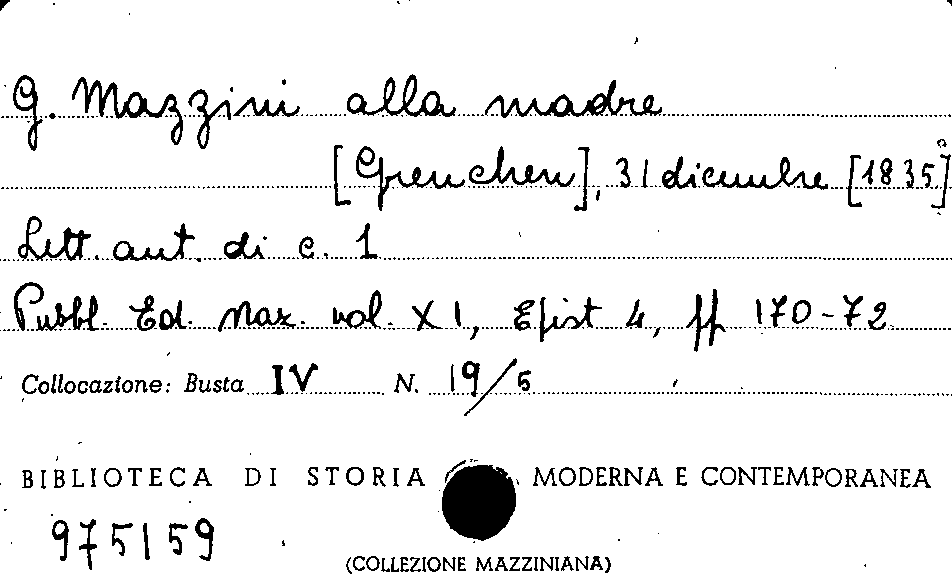 G. Mazzini alla madre
[Grenchen], 31 dicembre [1835]
Lett. aut. di c. 1
Pubbl. Ed. Naz. vol. XI, Epist 4, pp 170-72
Collocazione: Busta IV N. 19/5
BIBLIOTECA DI STORIA MODERNA E CONTEMPORANEA
975159
(COLLEZIONE MAZZINIANA)